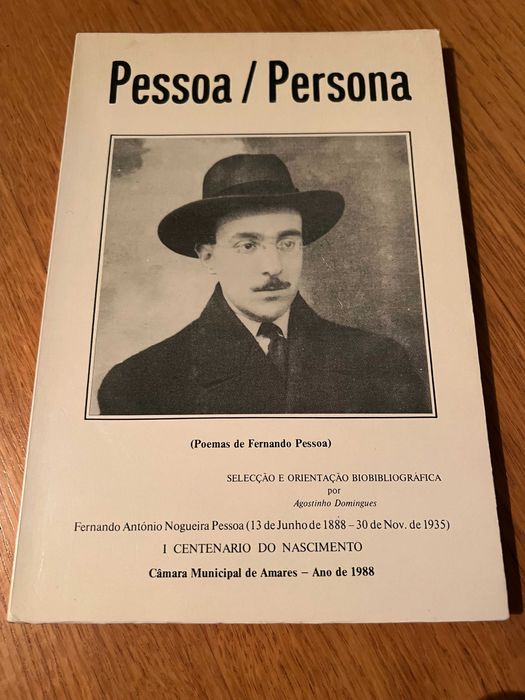 Pessoa / Persona
(Poemas de Fernando Pessoa)
SELECÇÃO E ORIENTAÇÃO BIOBIBLIOGRÁFICA
por
Agostinho Domingues
Fernando António Nogueira Pessoa (13 de Junho de 1888 – 30 de Nov. de 1935)
I CENTENARIO DO NASCIMENTO
Câmara Municipal de Amares – Ano de 1988